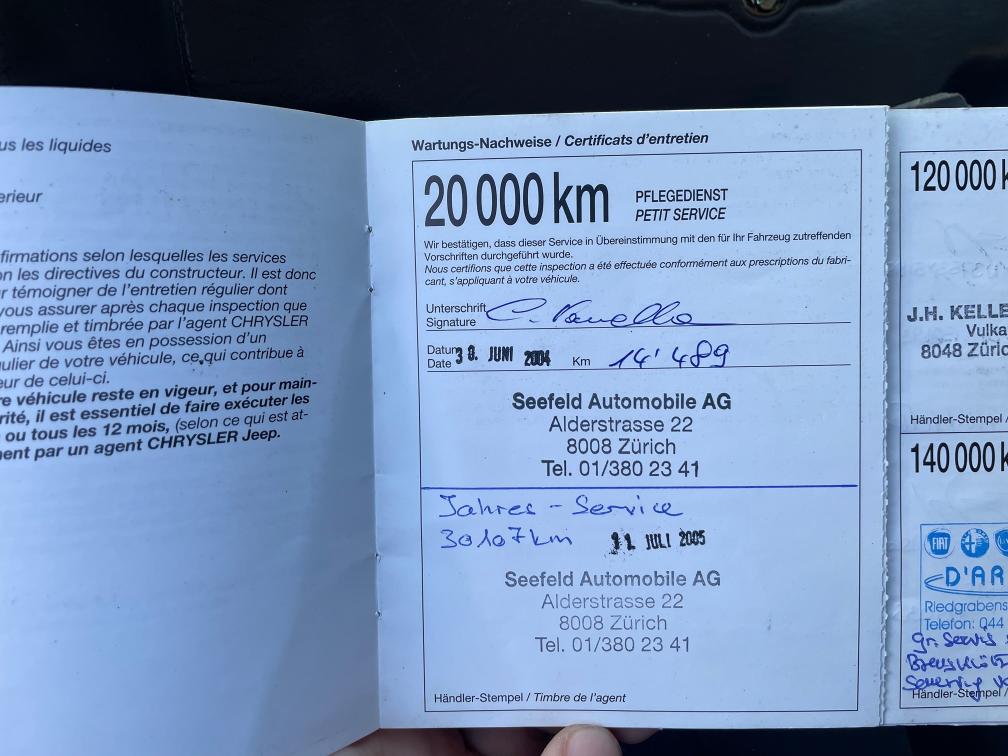 us les liquides
erieur
nfirmations selon lesquelles les services
on les directives du constructeur. Il est donc
r témoigner de l'entretien régulier dont
vous assurer après chaque inspection que
remplie et timbrée par l'agent CHRYSLER
Ainsi vous êtes en possession d'un
gulier de votre véhicule, ce qui contribue à
eur de celui-ci.
re véhicule reste en vigeur, et pour main-
rité, il est essentiel de faire exécuter les
ou tous les 12 mois, (selon ce qui est at-
ment par un agent CHRYSLER Jeep.
Wartungs-Nachweise / Certificats d'entretien
20 000 km
PFLEGEDIENST
PETIT SERVICE
Wir bestätigen, dass dieser Service in Übereinstimmung mit den für Ihr Fahrzeug zutreffenden
Vorschriften durchgeführt wurde.
Nous certifions que cette inspection a été effectuée conformément aux prescriptions du fabri-
cant, s'appliquant à votre véhicule.
Unterschrift
Signature
Datum 30. JUNI 2004 Km 14'489
Date
Seefeld Automobile AG
Alderstrasse 22
8008 Zürich
Tel. 01/380 23 41
Jahres - Service
30107km JULI 2005
Seefeld Automobile AG
Alderstrasse 22
8008 Zürich
Tel. 01/380 23 41
Händler-Stempel / Timbre de l'agent
120 000 k
J.H. KELLE
Vulka
8048 Züric
Händler-Stempel /
140 000 k
FIAT
D'AR
Riedgrabens
Telefon: 044
gr. Servis
Händler-Stempel /